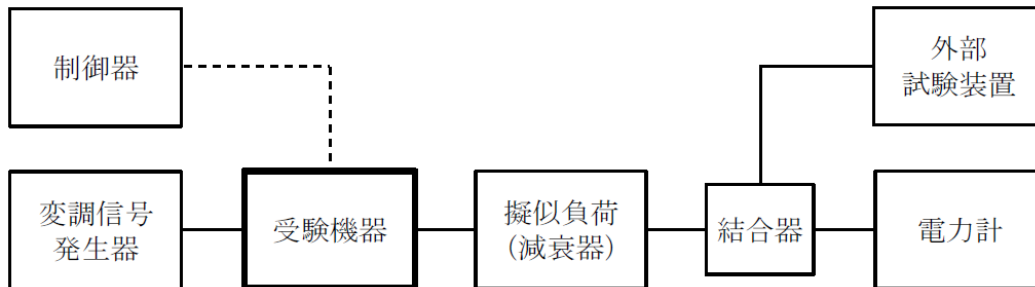 制御器
外部
試験装置
変調信号
発生器
受験機器
擬似負荷
(減衰器)
結合器
電力計